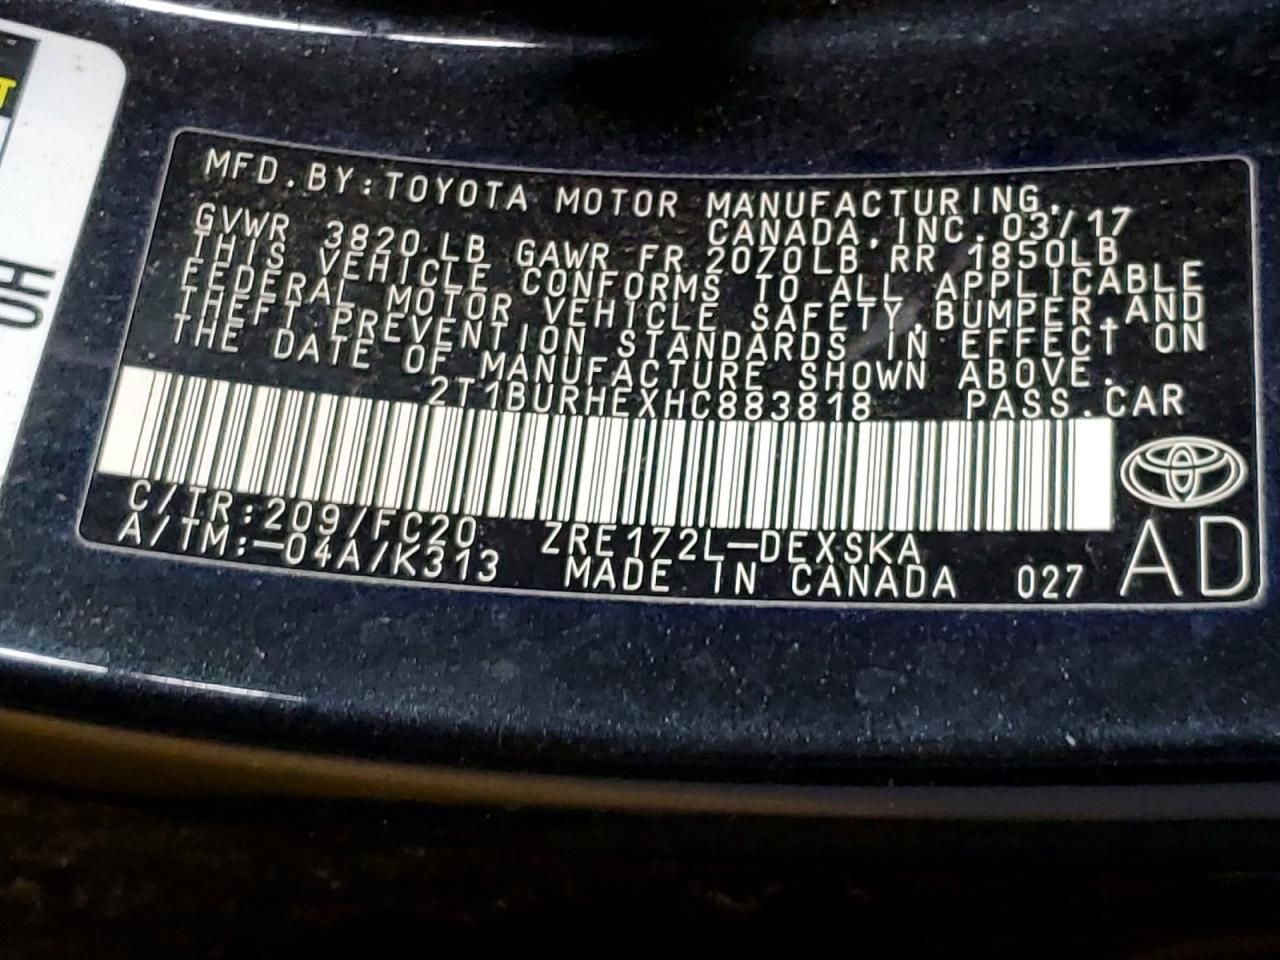 T
OH
MFD.BY:TOYOTA MOTOR MANUFACTURING,
CANADA,INC.03/17
GVWR 3820 LB GAWR FR 2070LB RR 1850LB
THIS VEHICLE CONFORMS TO ALL APPLICABLE
FEDERAL MOTOR VEHICLE SAFETY,BUMPER,AND
THEFT PREVENTION STANDARDS IN EFFECT ON
THE DATE OF MANUFACTURE SHOWN ABOVE.
2T1BURHEXHC883818 PASS.CAR
C/TR:209/FC20 ZRE172L-DEXSKA
A/TM:-04A/K313 MADE IN CANADA 027 AD